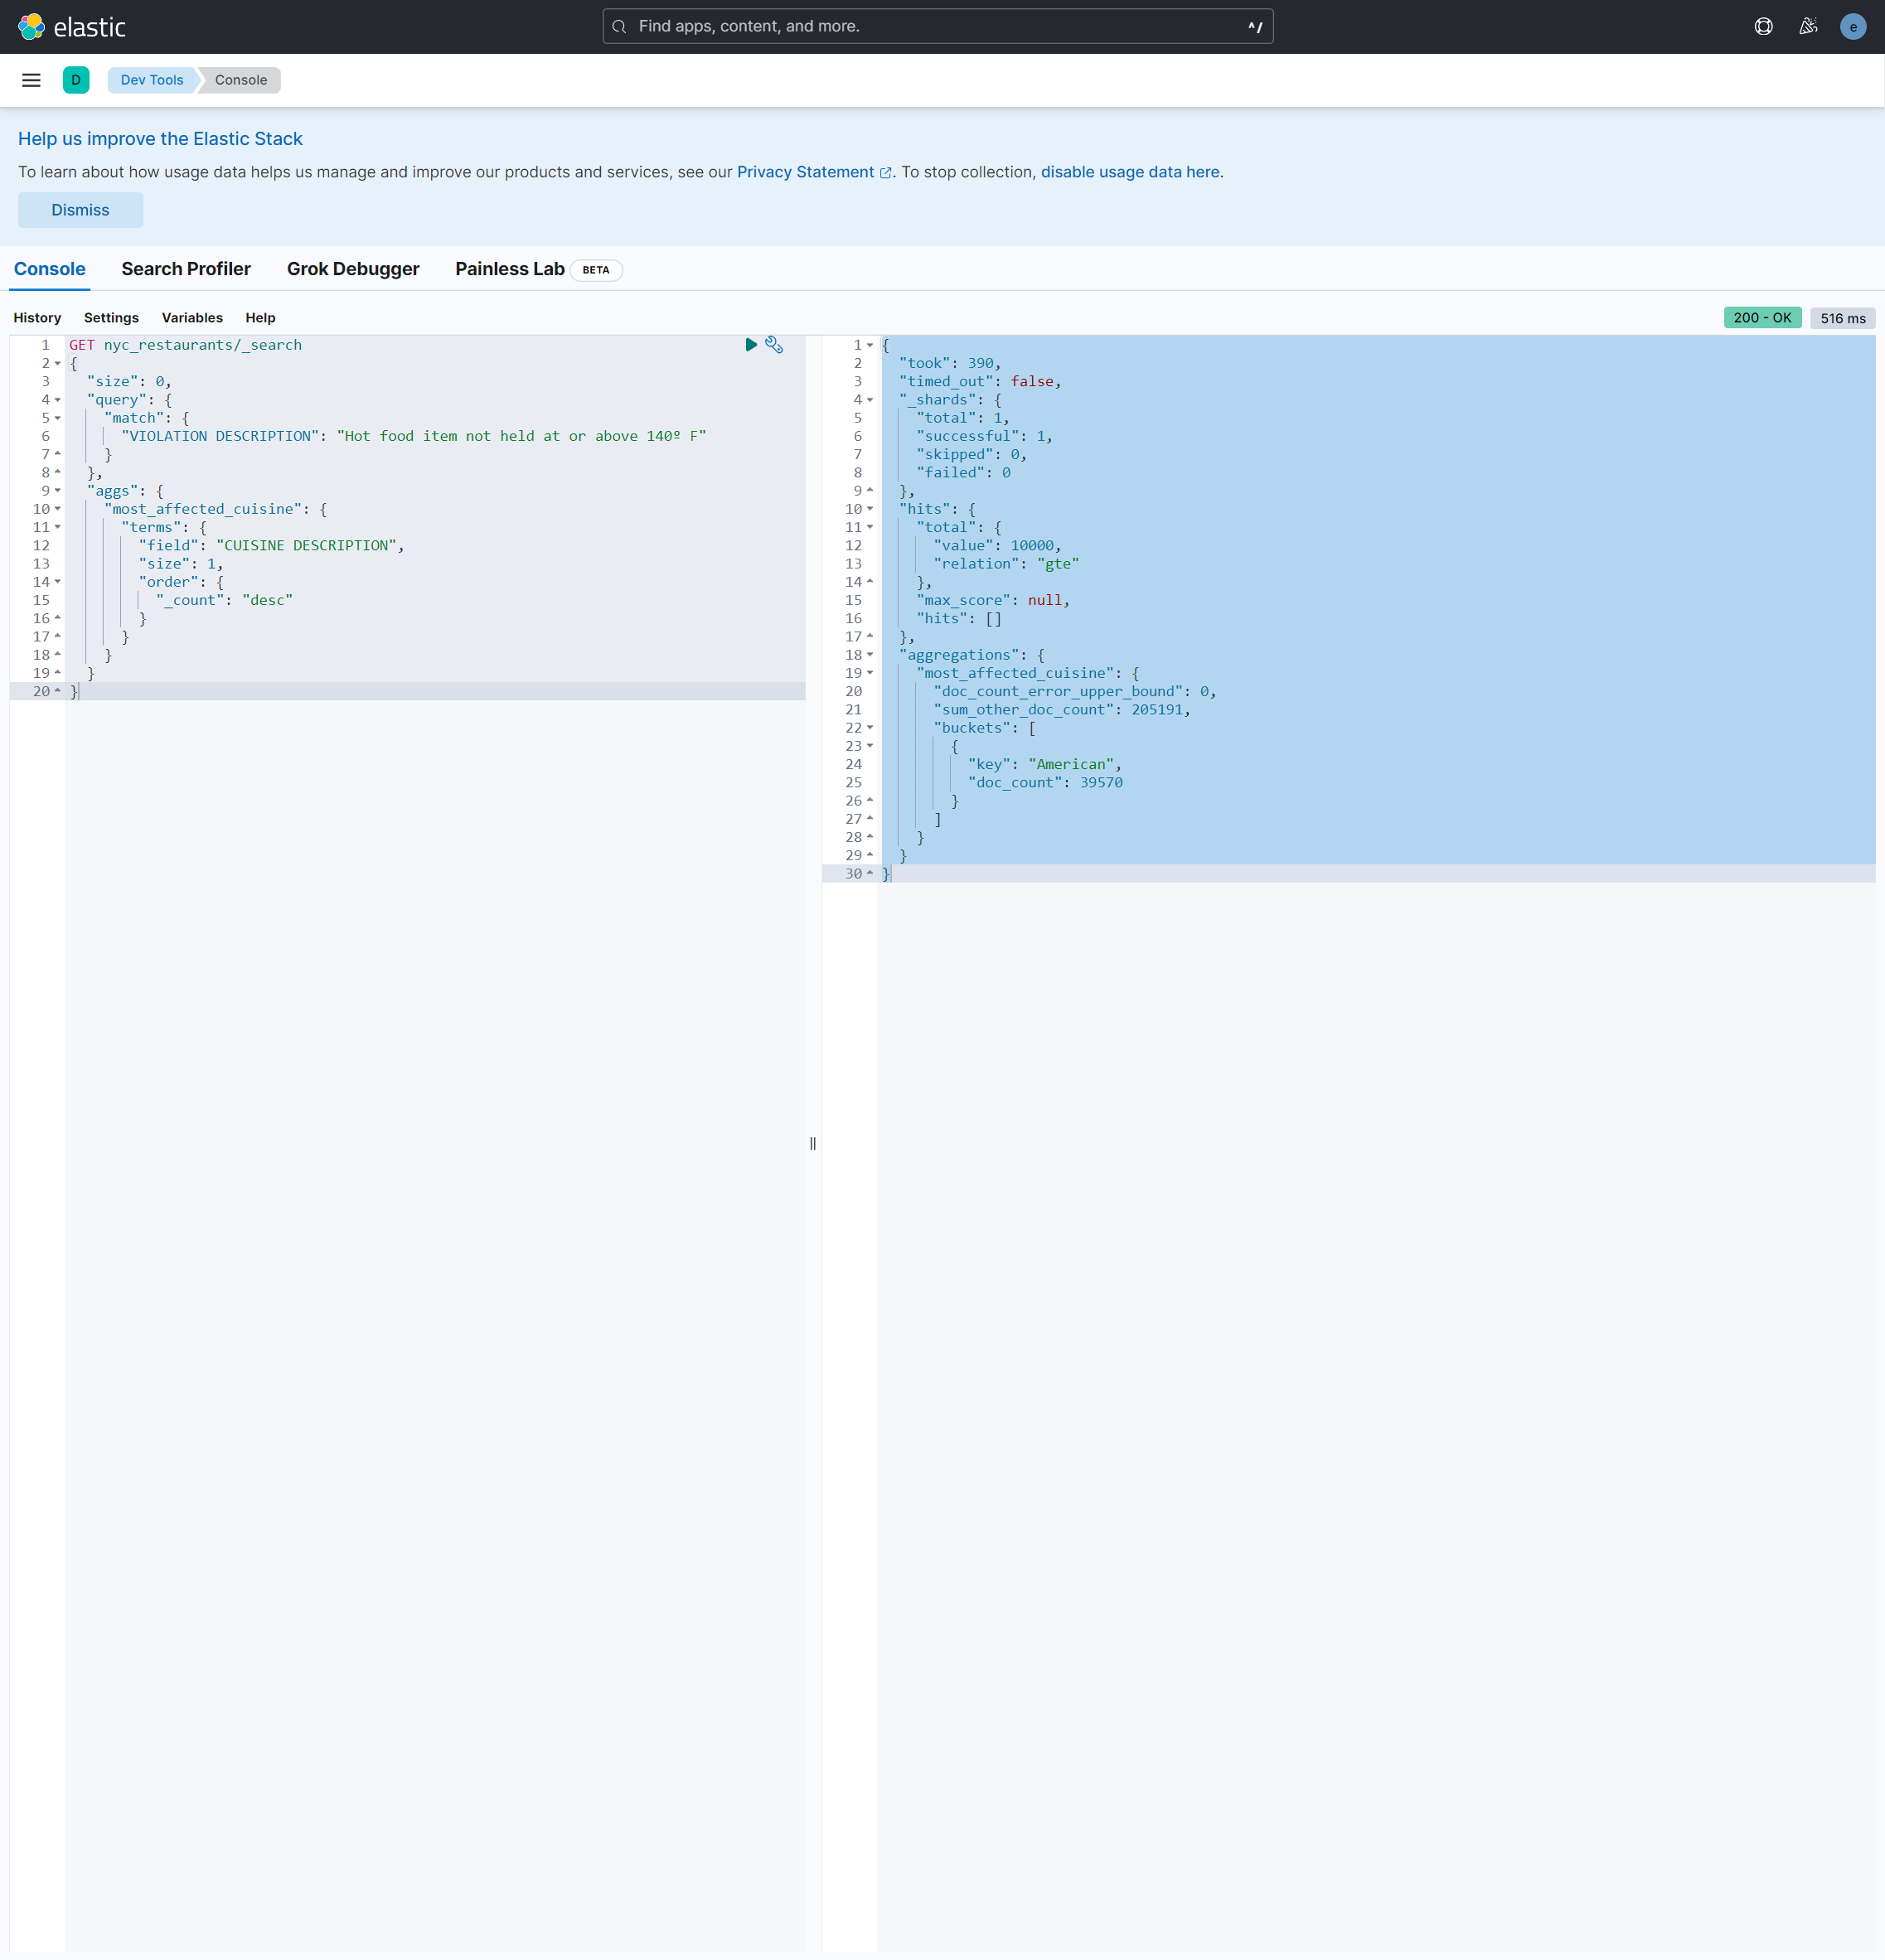 elastic
Find apps, content, and more.
^/
e
D
Dev Tools
Console
Help us improve the Elastic Stack
To learn about how usage data helps us manage and improve our products and services, see our Privacy Statement. To stop collection, disable usage data here.
Dismiss
Console Search Profiler Grok Debugger Painless Lab BETA
History Settings Variables Help
200 - OK 516 ms
1 GET nyc_restaurants/_search
2 {
3 "size": 0,
4 "query": {
5 "match": {
6 "VIOLATION DESCRIPTION": "Hot food item not held at or above 140º F"
7 }
8 },
9 "aggs": {
10 "most_affected_cuisine": {
11 "terms": {
12 "field": "CUISINE DESCRIPTION",
13 "size": 1,
14 "order": {
15 "_count": "desc"
16 }
17 }
18 }
19 }
20 }
1 {
2 "took": 390,
3 "timed_out": false,
4 "_shards": {
5 "total": 1,
6 "successful": 1,
7 "skipped": 0,
8 "failed": 0
9 },
10 "hits": {
11 "total": {
12 "value": 10000,
13 "relation": "gte"
14 },
15 "max_score": null,
16 "hits": []
17 },
18 "aggregations": {
19 "most_affected_cuisine": {
20 "doc_count_error_upper_bound": 0,
21 "sum_other_doc_count": 205191,
22 "buckets": [
23 {
24 "key": "American",
25 "doc_count": 39570
26 }
27 ]
28 }
29 }
30 }